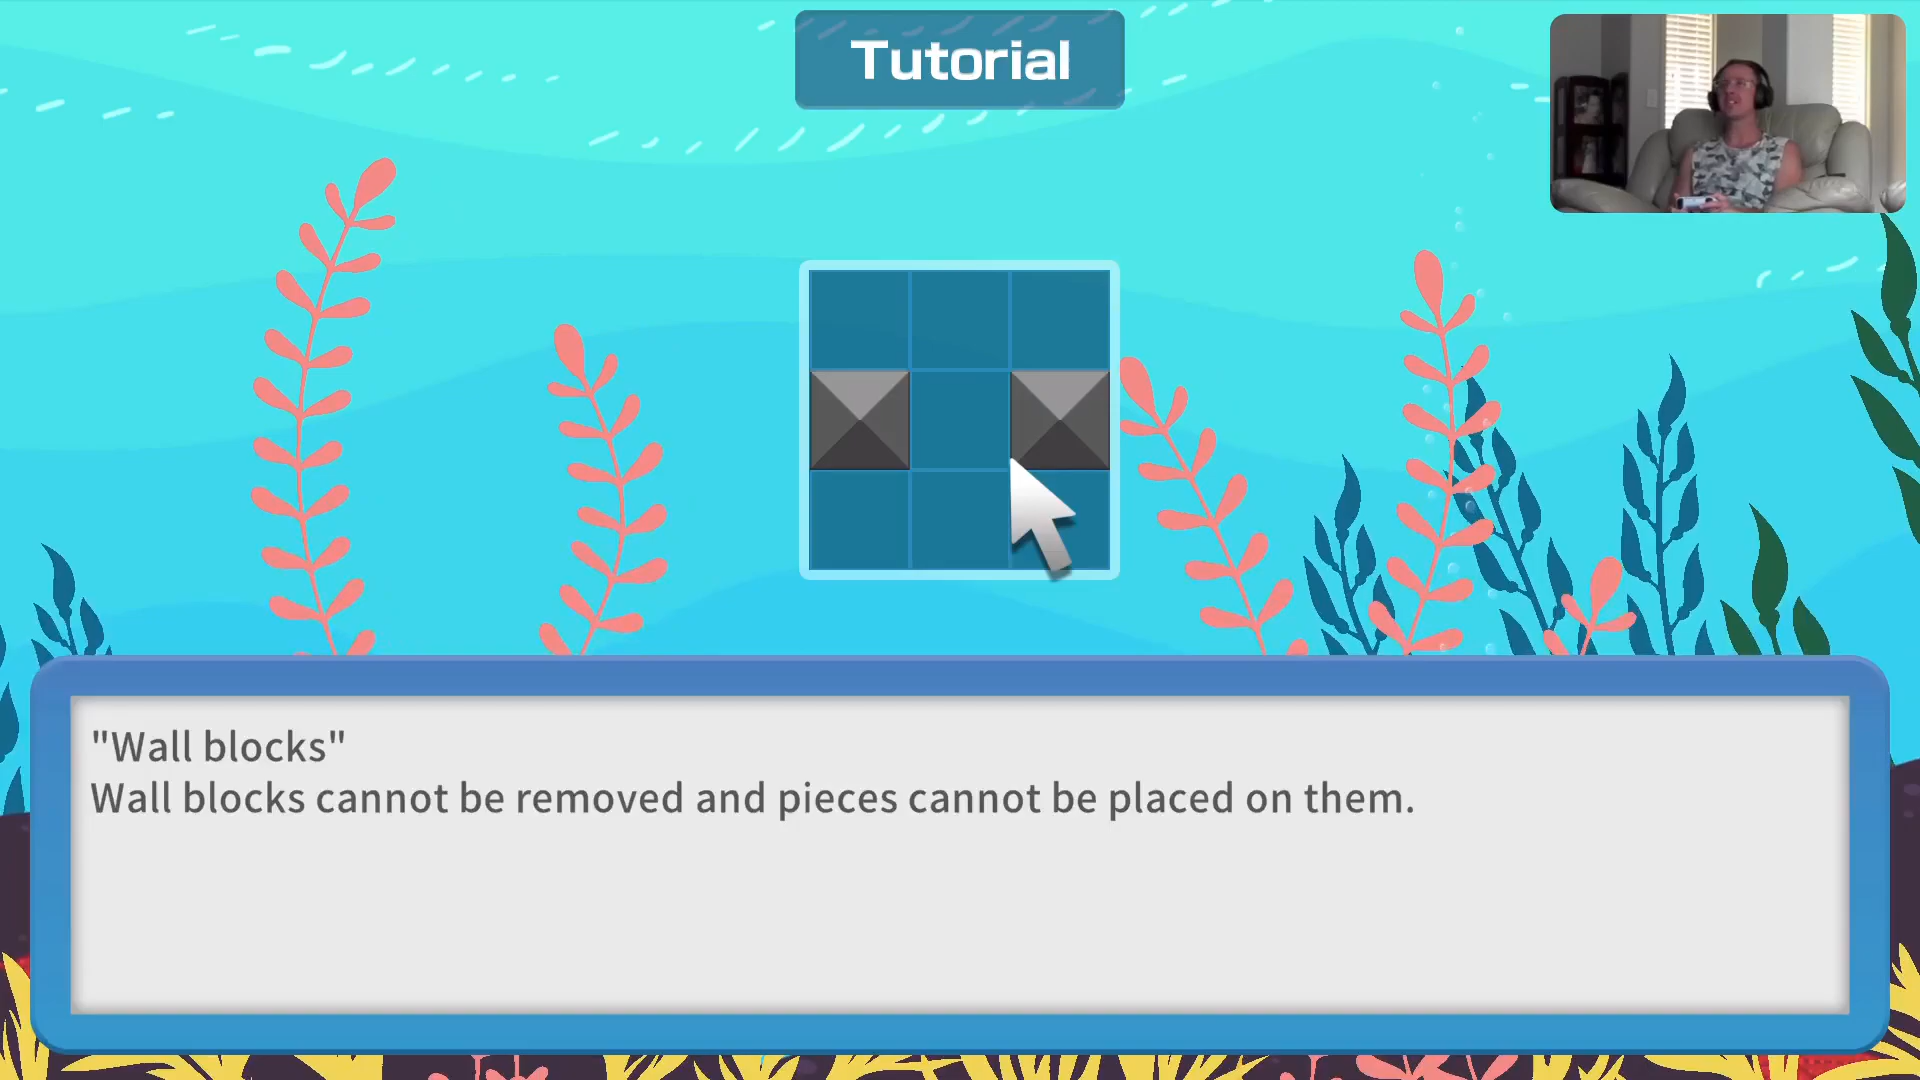 Tutorial
"Wall blocks"
Wall blocks cannot be removed and pieces cannot be placed on them.